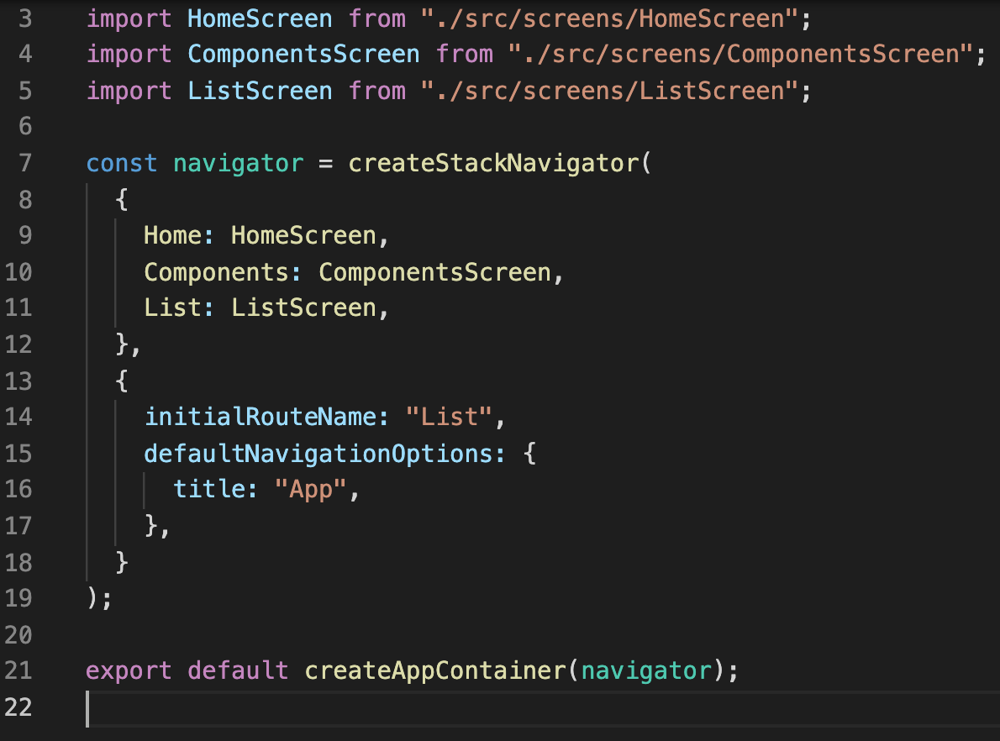 3 import HomeScreen from "./src/screens/HomeScreen";
4 import ComponentsScreen from "./src/screens/ComponentsScreen";
5 import ListScreen from "./src/screens/ListScreen";
6
7 const navigator = createStackNavigator(
8   {
9     Home: HomeScreen,
10     Components: ComponentsScreen,
11     List: ListScreen,
12   },
13   {
14     initialRouteName: "List",
15     defaultNavigationOptions: {
16       title: "App",
17     },
18   }
19 );
20
21 export default createAppContainer(navigator);
22